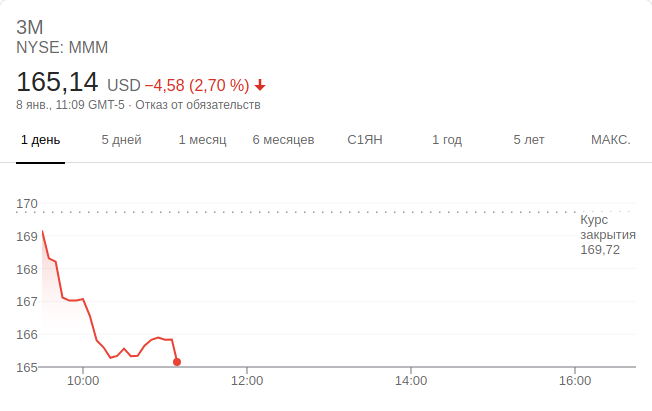 3M
NYSE: MMM
165,14 USD −4,58 (2,70 %)
8 янв., 11:09 GMT-5 · Отказ от обязательств
1 день 5 дней 1 месяц 6 месяцев С1ЯН 1 год 5 лет МАКС.
170
Курс
закрытия
169,72
169
168
167
166
165
10:00 12:00 14:00 16:00